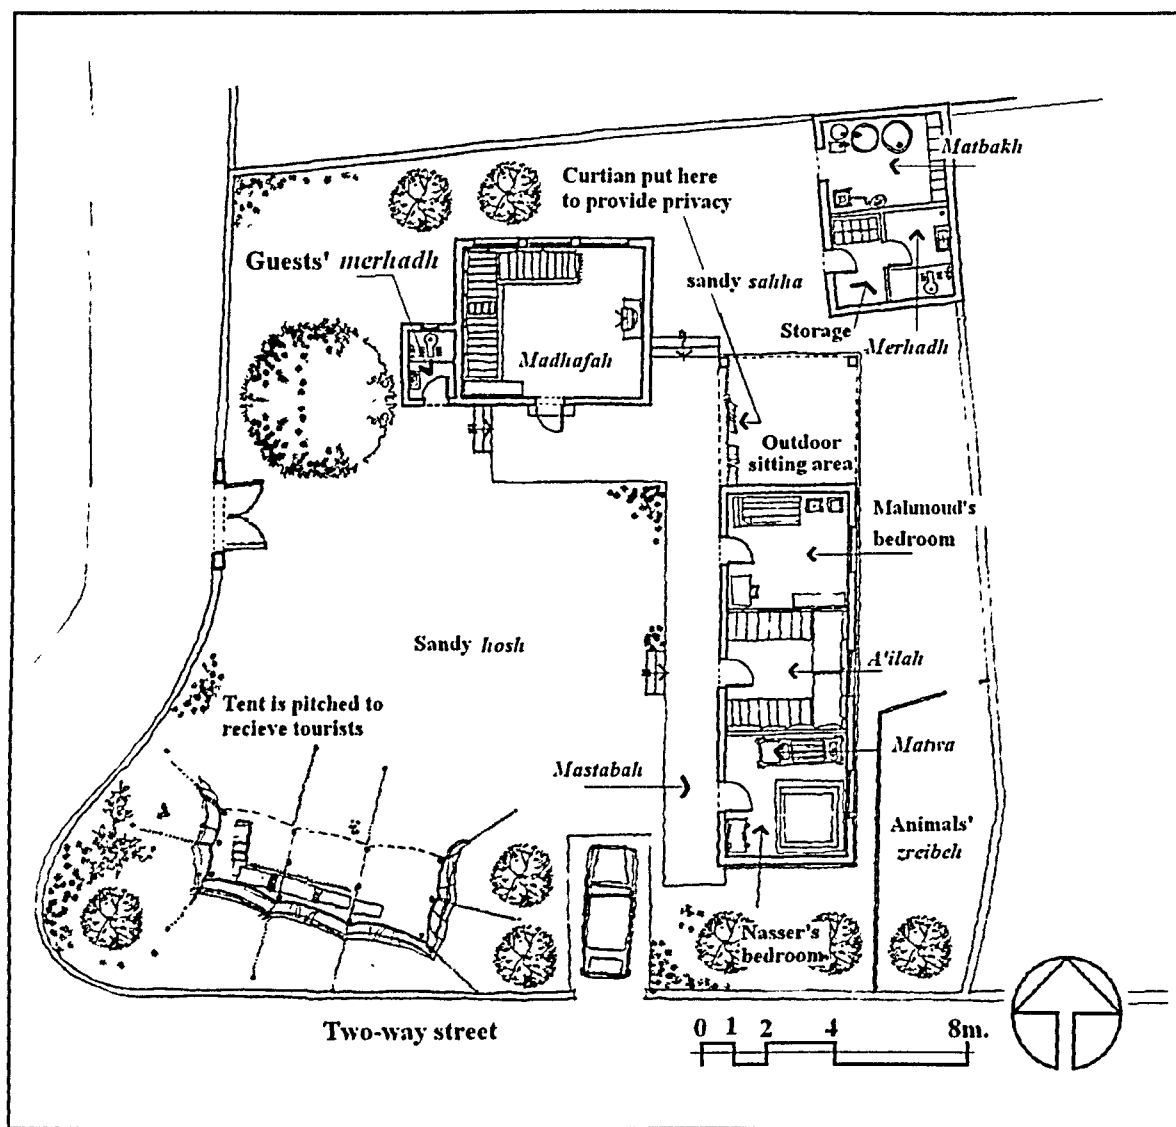 Matbakh
Curtian put here
to provide privacy
Guests' merhadh
sandy sahha
Storage
Merhadh
Madhafah
Outdoor
sitting area
Mahmoud's
bedroom
Sandy hosh
A'ilah
Tent is pitched to
recieve tourists
Matwa
Mastabah
Animals'
zreibeh
Nasser's
bedroom
Two-way street
0 1 2 4 8m.